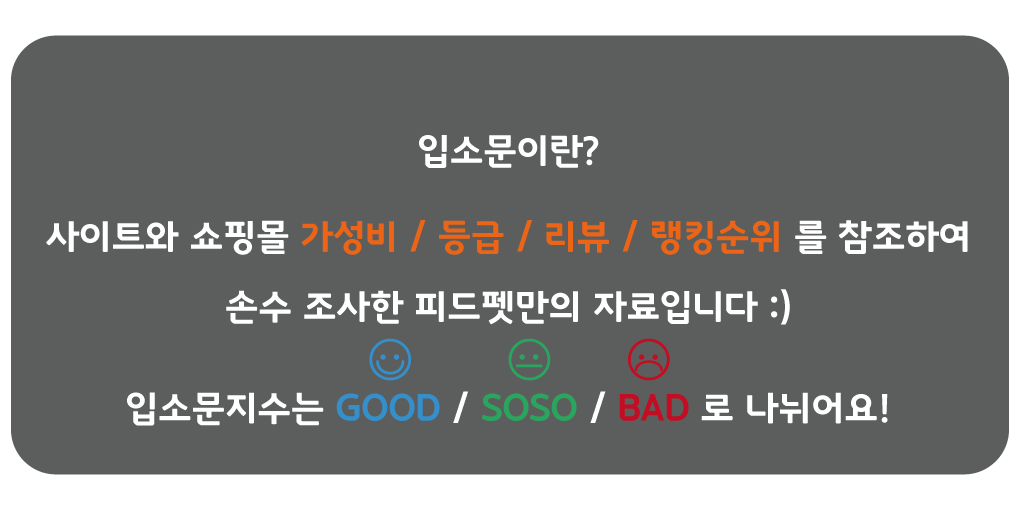 입소문이란?
사이트와 쇼핑몰 가성비 / 등급 / 리뷰 / 랭킹순위 를 참조하여
손수 조사한 피드펫만의 자료입니다 :)
입소문지수는 GOOD / SOSO / BAD 로 나뉘어요!